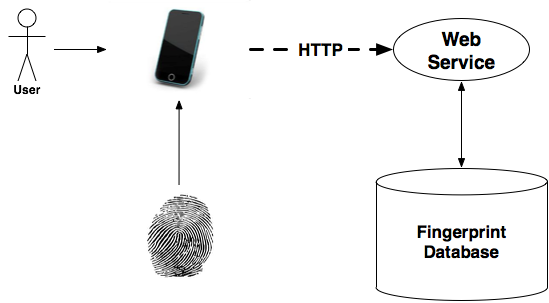 User
HTTP
Web
Service
Fingerprint
Database